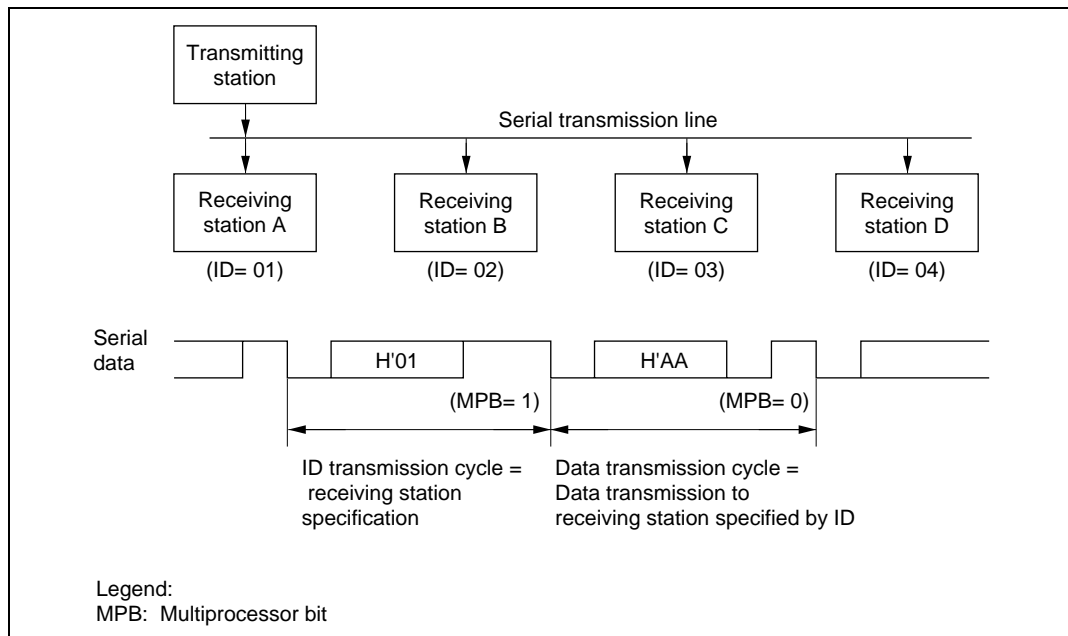 Transmitting
station
Serial transmission line
Receiving
station A
Receiving
station B
Receiving
station C
Receiving
station D
(ID= 01)
(ID= 02)
(ID= 03)
(ID= 04)
Serial
data
H'01
H'AA
(MPB= 1)
(MPB= 0)
ID transmission cycle =
receiving station
specification
Data transmission cycle =
Data transmission to
receiving station specified by ID
Legend:
MPB: Multiprocessor bit